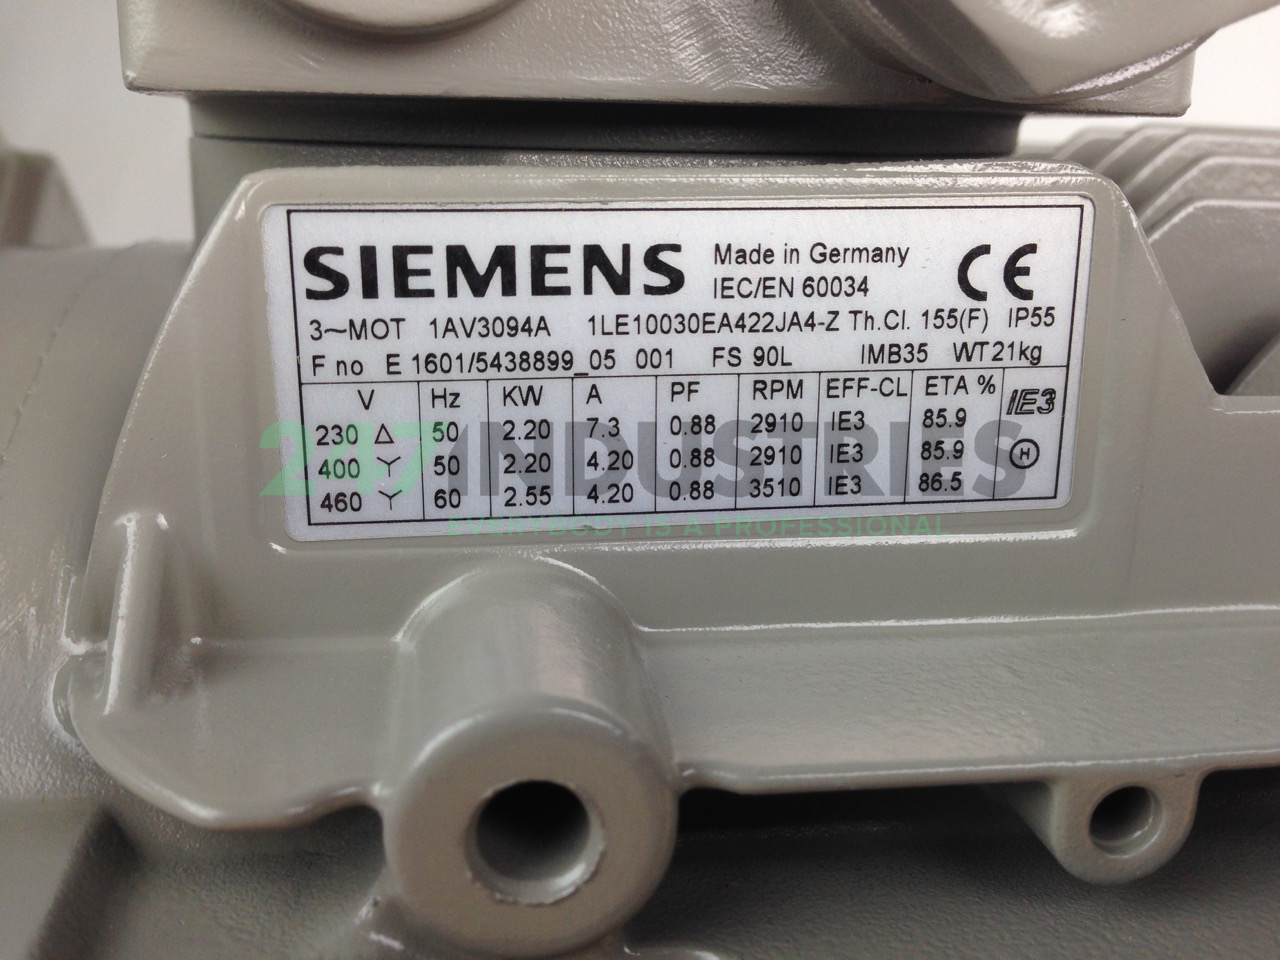 SIEMENS Made in Germany CE
IEC/EN 60034
3~MOT 1AV3094A 1LE10030EA422JA4-Z Th.Cl. 155(F) IP55
F no E 1601/5438899_05 001 FS 90L IMB35 WT21kg
V Hz KW A PF RPM EFF-CL ETA % IE3
230 △ 50 2.20 7.3 0.88 2910 IE3 85.9
400 Y 50 2.20 4.20 0.88 2910 IE3 85.9 H
460 Y 60 2.55 4.20 0.88 3510 IE3 86.5
247INDUSTRIES
EVERYBODY IS A PROFESSIONAL